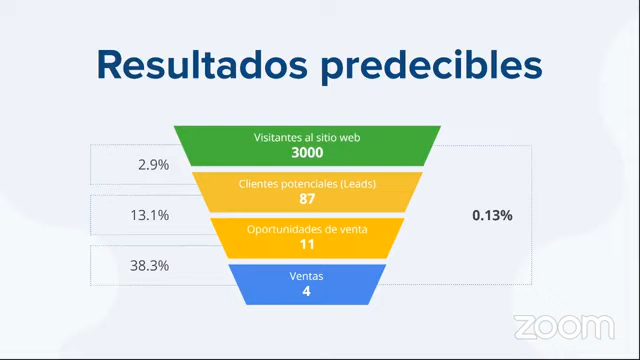 Resultados predecibles
Visitantes al sitio web
3000
2.9%
Clientes potenciales (Leads)
87
13.1%
0.13%
Oportunidades de venta
11
38.3%
Ventas
4
zoom